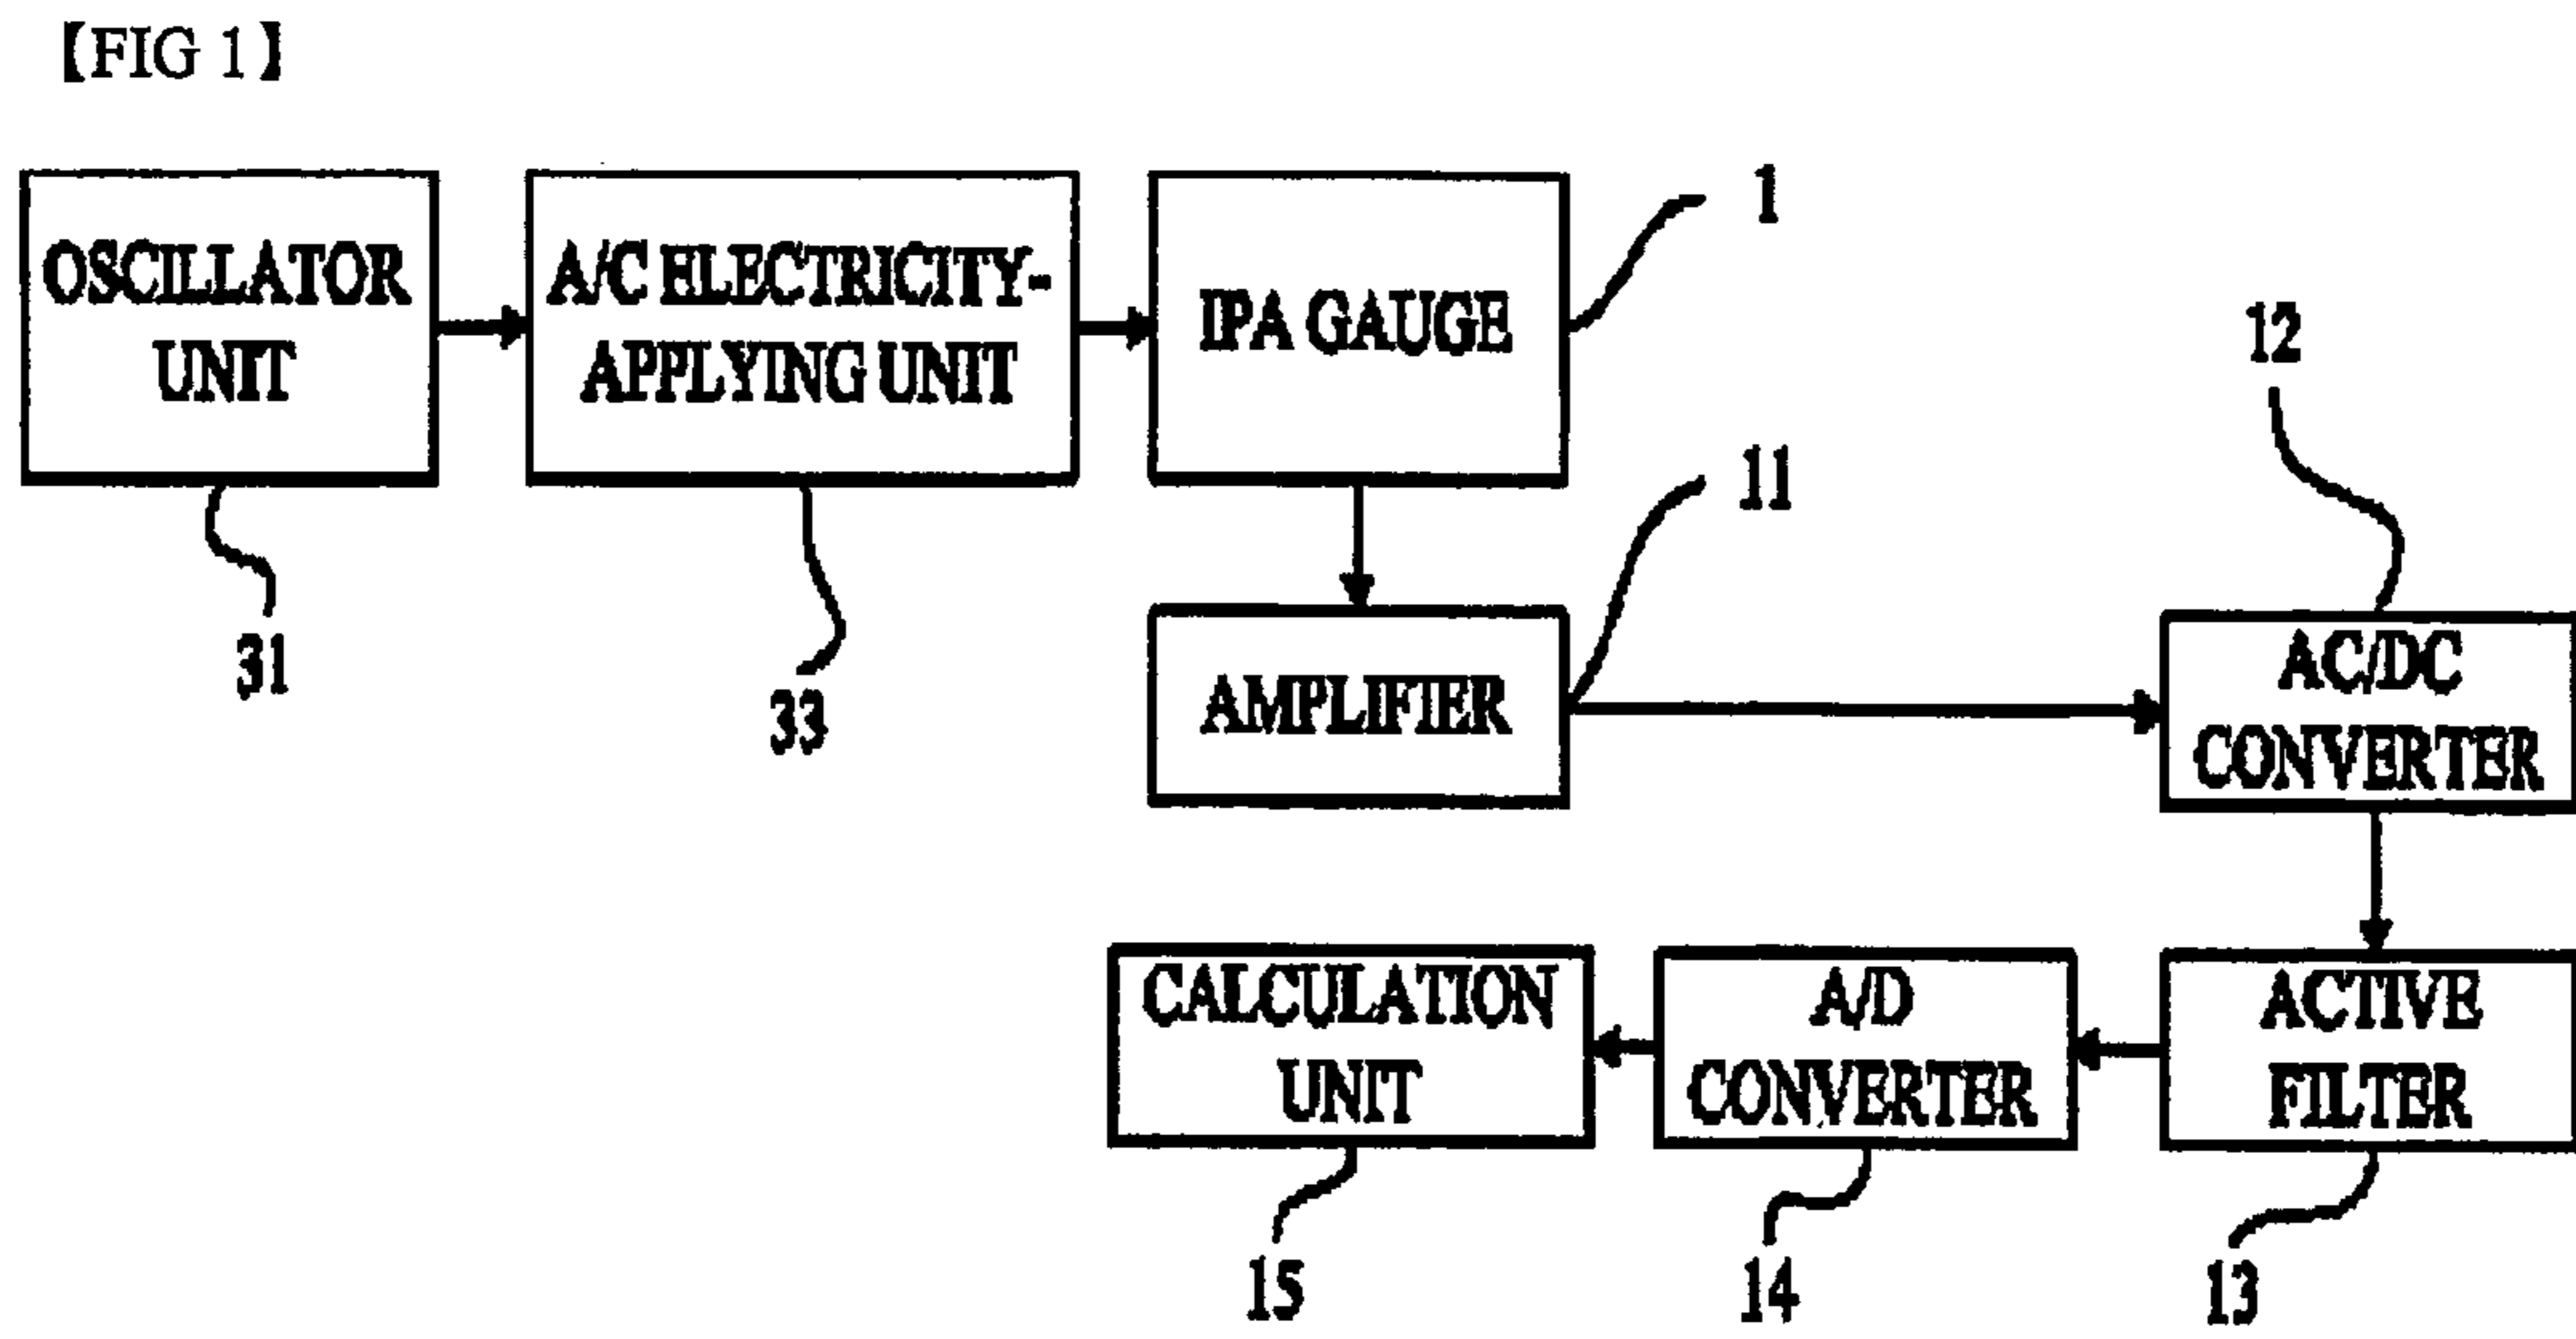 【FIG 1】
OSCILLATOR
UNIT
31
A/C ELECTRICITY-
APPLYING UNIT
33
IPA GAUGE
1
AMPLIFIER
11
12
AC/DC
CONVERTER
ACTIVE
FILTER
13
A/D
CONVERTER
14
CALCULATION
UNIT
15